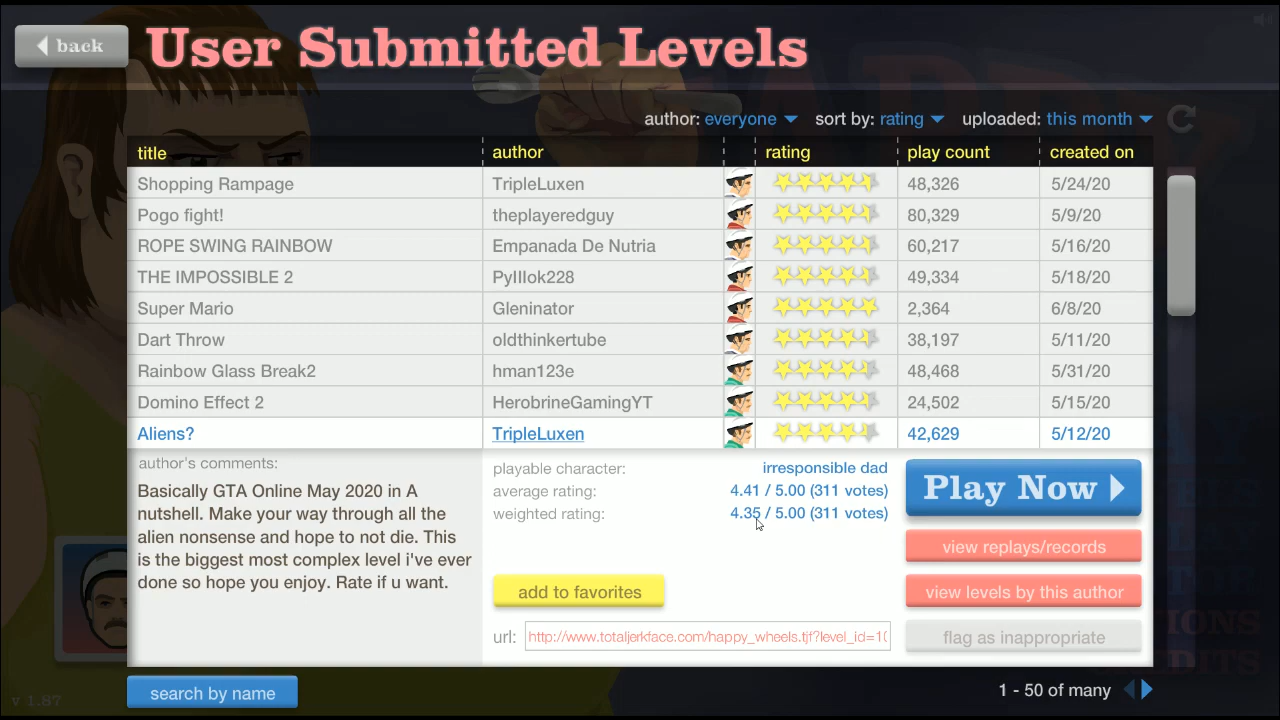 back
User Submitted Levels
author: everyone sort by: rating uploaded: this month
title author rating play count created on
Shopping Rampage TripleLuxen 48,326 5/24/20
Pogo fight! theplayeredguy 80,329 5/9/20
ROPE SWING RAINBOW Empanada De Nutria 60,217 5/16/20
THE IMPOSSIBLE 2 PyIIIok228 49,334 5/18/20
Super Mario Gleninator 2,364 6/8/20
Dart Throw oldthinkertube 38,197 5/11/20
Rainbow Glass Break2 hman123e 48,468 5/31/20
Domino Effect 2 HerobrineGamingYT 24,502 5/15/20
Aliens? TripleLuxen 42,629 5/12/20
author's comments:
Basically GTA Online May 2020 in A
nutshell. Make your way through all the
alien nonsense and hope to not die. This
is the biggest most complex level i've ever
done so hope you enjoy. Rate if u want.
playable character: irresponsible dad
average rating: 4.41 / 5.00 (311 votes)
weighted rating: 4.35 / 5.00 (311 votes)
add to favorites
url: http://www.totaljerkface.com/happy_wheels.tjf?level_id=1(
Play Now
view replays/records
view levels by this author
flag as inappropriate
search by name
1 - 50 of many
v 1.87